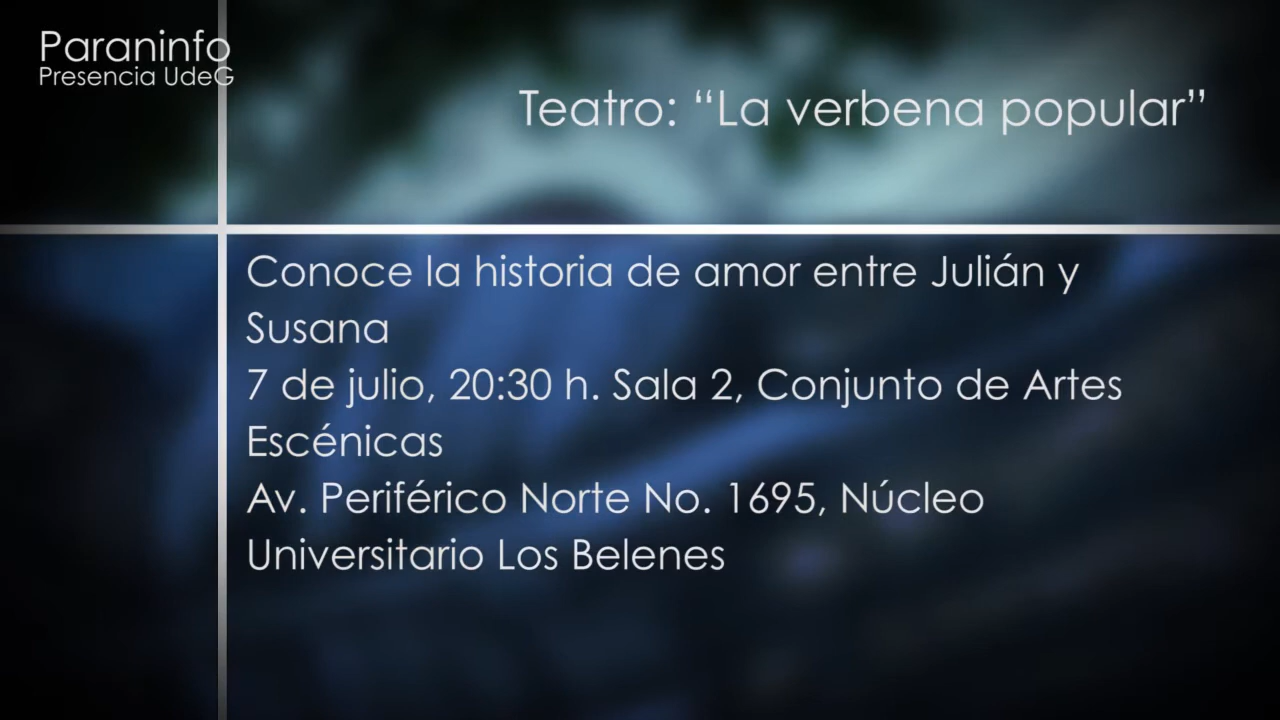 Paraninfo
Presencia UdeG
Teatro: “La verbena popular”
Conoce la historia de amor entre Julián y
Susana
7 de julio, 20:30 h. Sala 2, Conjunto de Artes
Escénicas
Av. Periférico Norte No. 1695, Núcleo
Universitario Los Belenes